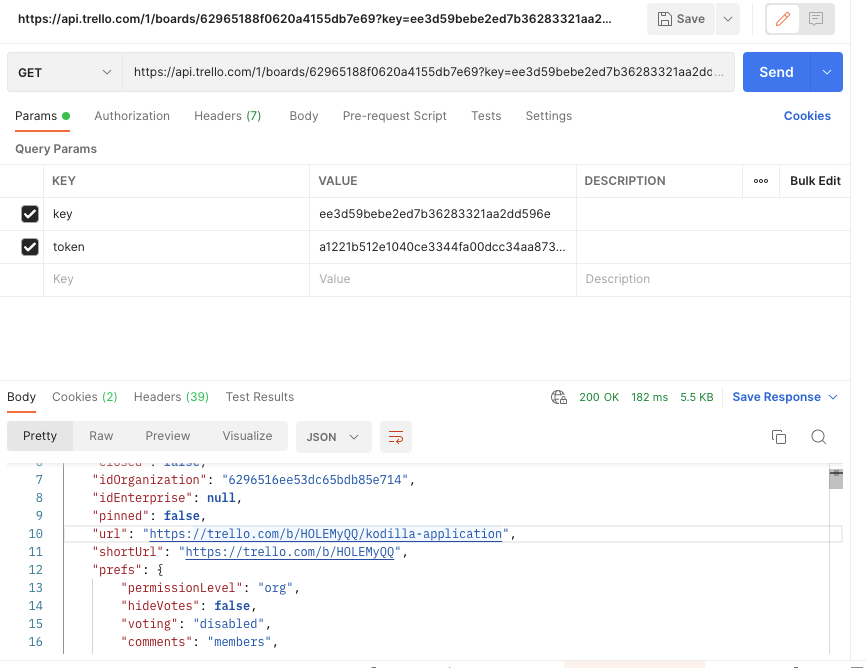 https://api.trello.com/1/boards/62965188f0620a4155db7e69?key=ee3d59bebe2ed7b36283321aa2...
Save
GET
https://api.trello.com/1/boards/62965188f0620a4155db7e69?key=ee3d59bebe2ed7b36283321aa2dc...
Send
Params Authorization Headers (7) Body Pre-request Script Tests Settings Cookies
Query Params
KEY VALUE DESCRIPTION Bulk Edit
key ee3d59bebe2ed7b36283321aa2dd596e
token a1221b512e1040ce3344fa00dcc34aa873...
Key Value Description
Body Cookies (2) Headers (39) Test Results 200 OK 182 ms 5.5 KB Save Response
Pretty Raw Preview Visualize JSON
6 "closed": false,
7 "idOrganization": "6296516ee53dc65bdb85e714",
8 "idEnterprise": null,
9 "pinned": false,
10 "url": "https://trello.com/b/HOLEMyQQ/kodilla-application",
11 "shortUrl": "https://trello.com/b/HOLEMyQQ",
12 "prefs": {
13 "permissionLevel": "org",
14 "hideVotes": false,
15 "voting": "disabled",
16 "comments": "members",